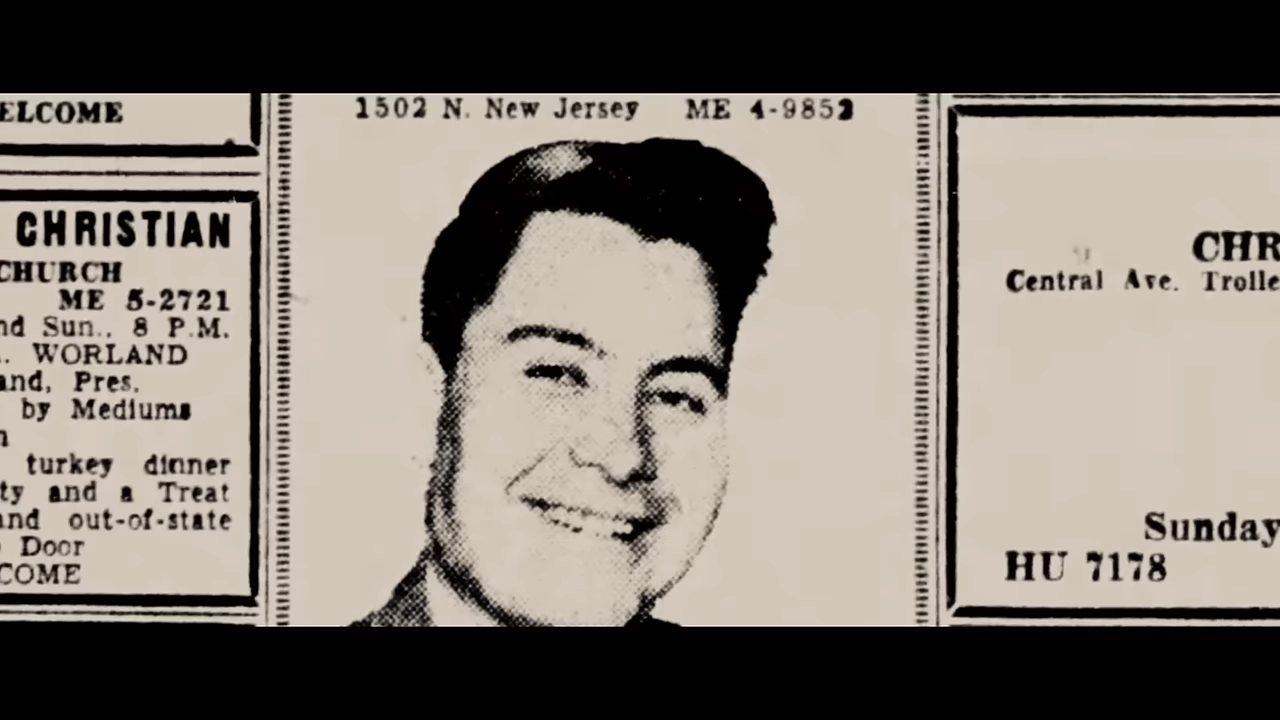 ELCOME
CHRISTIAN
CHURCH
ME 5-2721
nd Sun., 8 P.M.
. WORLAND
and, Pres.
by Mediums
n
turkey dinner
ty and a Treat
and out-of-state
Door
COME
1502 N. New Jersey ME 4-9852
CHR
Central Ave. Trolle
Sunday
HU 7178